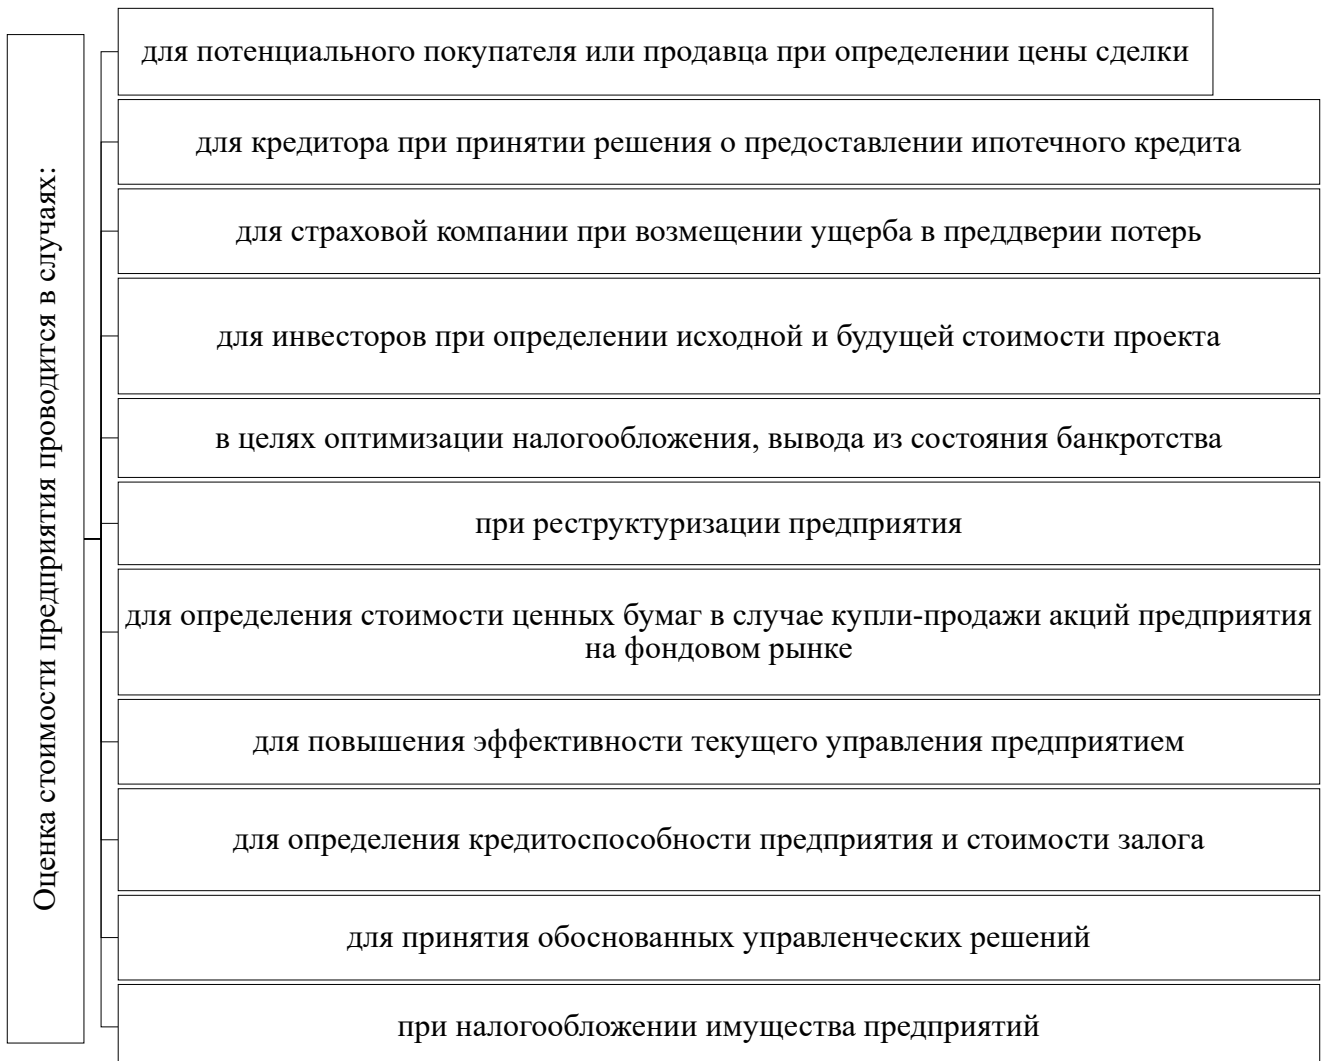 Оценка стоимости предприятия проводится в случаях:
для потенциального покупателя или продавца при определении цены сделки
для кредитора при принятии решения о предоставлении ипотечного кредита
для страховой компании при возмещении ущерба в преддверии потерь
для инвесторов при определении исходной и будущей стоимости проекта
в целях оптимизации налогообложения, вывода из состояния банкротства
при реструктуризации предприятия
для определения стоимости ценных бумаг в случае купли-продажи акций предприятия
на фондовом рынке
для повышения эффективности текущего управления предприятием
для определения кредитоспособности предприятия и стоимости залога
для принятия обоснованных управленческих решений
при налогообложении имущества предприятий